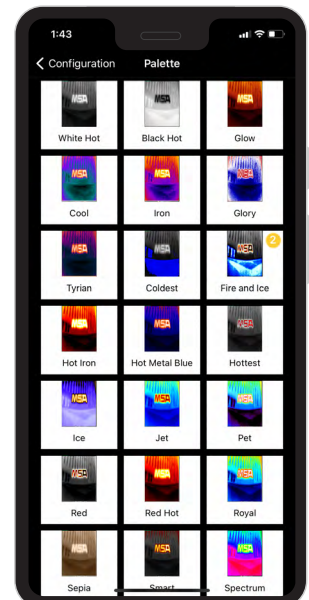 1:43
Configuration Palette
MSA MSA MSA
White Hot Black Hot Glow
MSA MSA MSA
Cool Iron Glory
MSA MSA MSA 2
Tyrian Coldest Fire and Ice
MSA MSA MSA
Hot Iron Hot Metal Blue Hottest
MSA MSA MSA
Ice Jet Pet
MSA MSA MSA
Red Red Hot Royal
MSA MSA MSA
Sepia Smart Spectrum